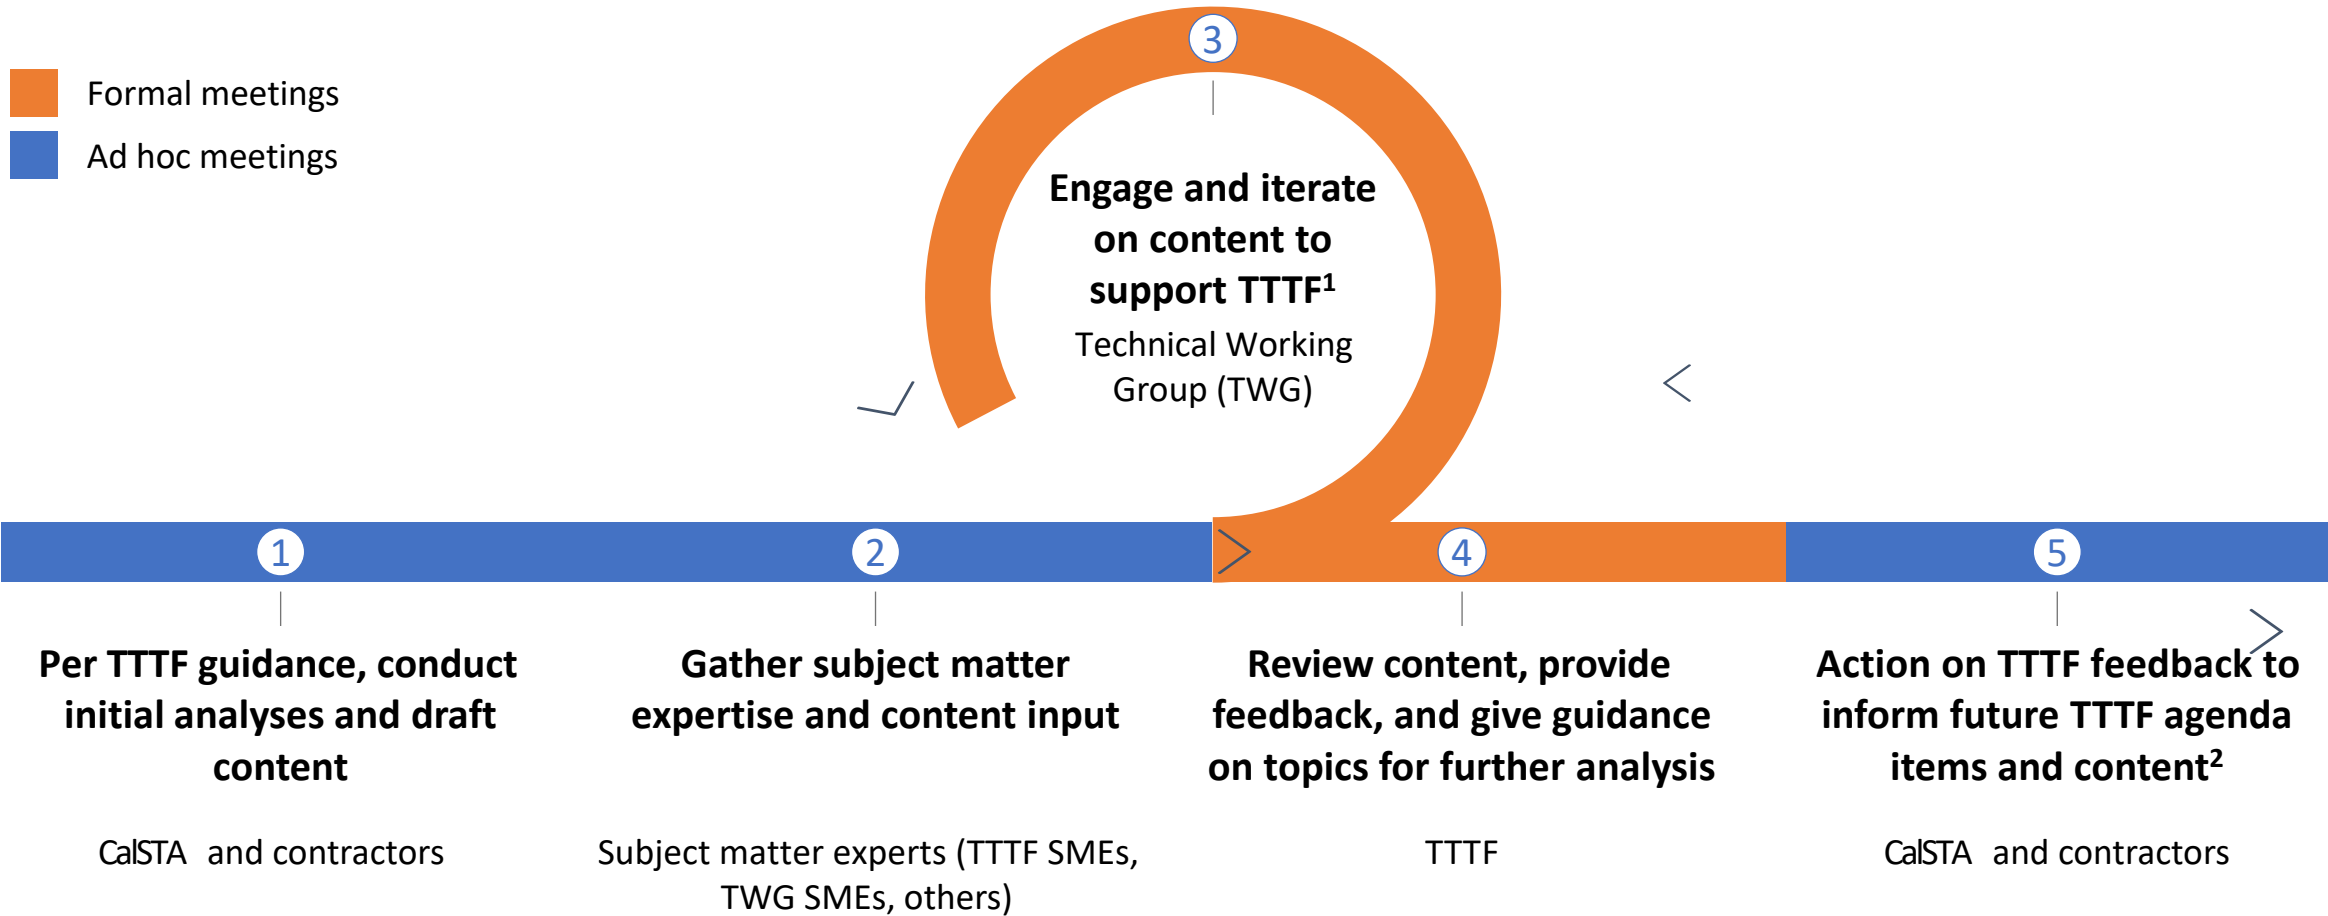 Formal meetings
Ad hoc meetings
3
Engage and iterate
on content to
support TTTF¹
Technical Working
Group (TWG)
1
2
4
5
Per TTTF guidance, conduct
initial analyses and draft
content
CalSTA and contractors
Gather subject matter
expertise and content input
Subject matter experts (TTTF SMEs,
TWG SMEs, others)
Review content, provide
feedback, and give guidance
on topics for further analysis
TTTF
Action on TTTF feedback to
inform future TTTF agenda
items and content²
CalSTA and contractors